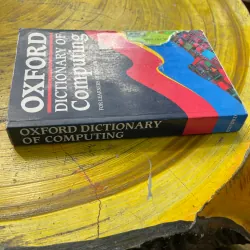 OXFORD
DICTIONARY OF
Computing
OXFORD DICTIONARY
OF COMPUTING